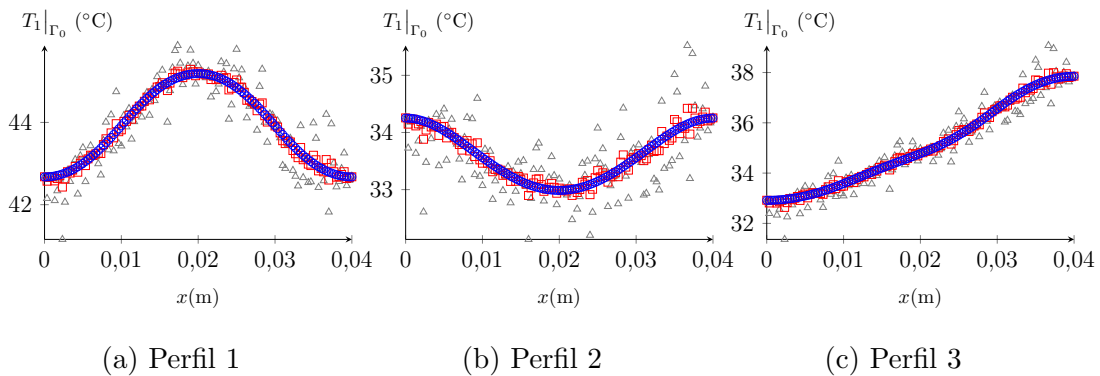 T₁|Γ₀ (°C)
44
42
0
0,01
0,02
0,03
0,04
x(m)
(a) Perfil 1
T₁|Γ₀ (°C)
35
34
33
0
0,01
0,02
0,03
0,04
x(m)
(b) Perfil 2
T₁|Γ₀ (°C)
38
36
34
32
0
0,01
0,02
0,03
0,04
x(m)
(c) Perfil 3